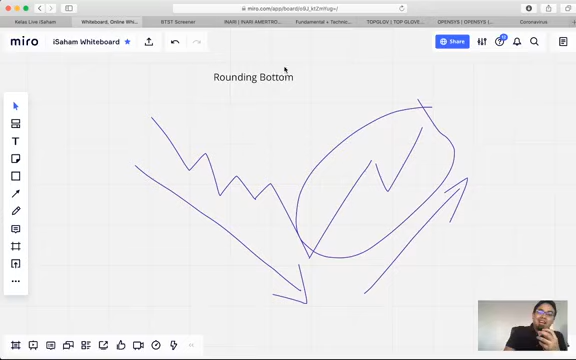 miro.com/app/board/
Kelas Live iSaham
Whiteboard, Online Whi...
BTST Screener
INARI | INARI AMERTRO...
Fundamental + Techni...
TOPGLOV | TOP GLOVE...
OPENSYS | OPENSYS (...
Coronavirus
miro
iSaham Whiteboard
Share
Rounding Bottom
T